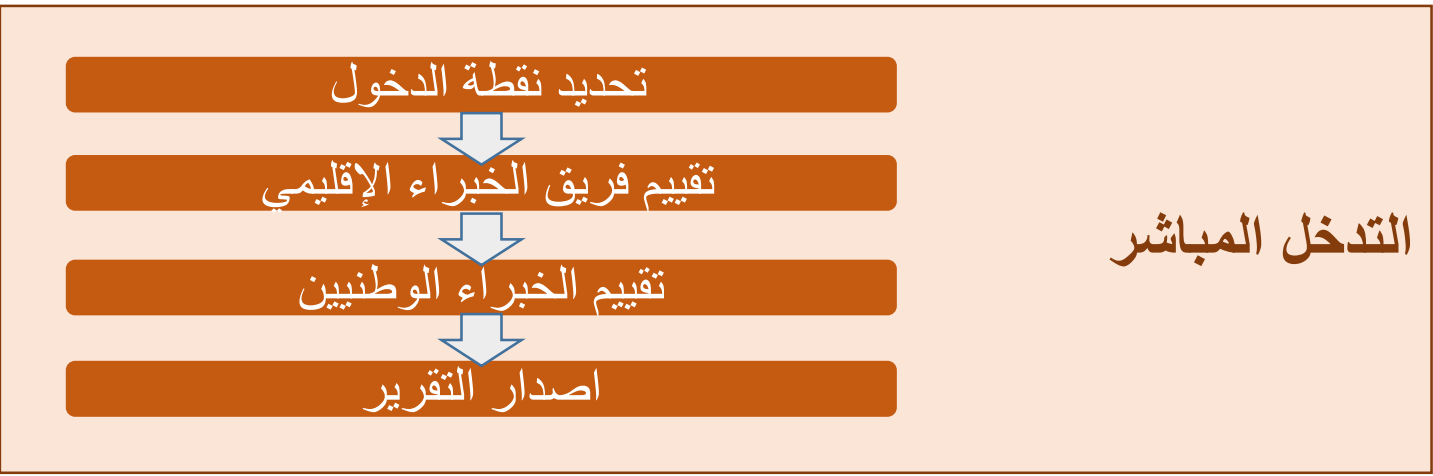 التدخل المباشر
تحديد نقطة الدخول
تقييم فريق الخبراء الإقليمي
تقييم الخبراء الوطنيين
اصدار التقرير